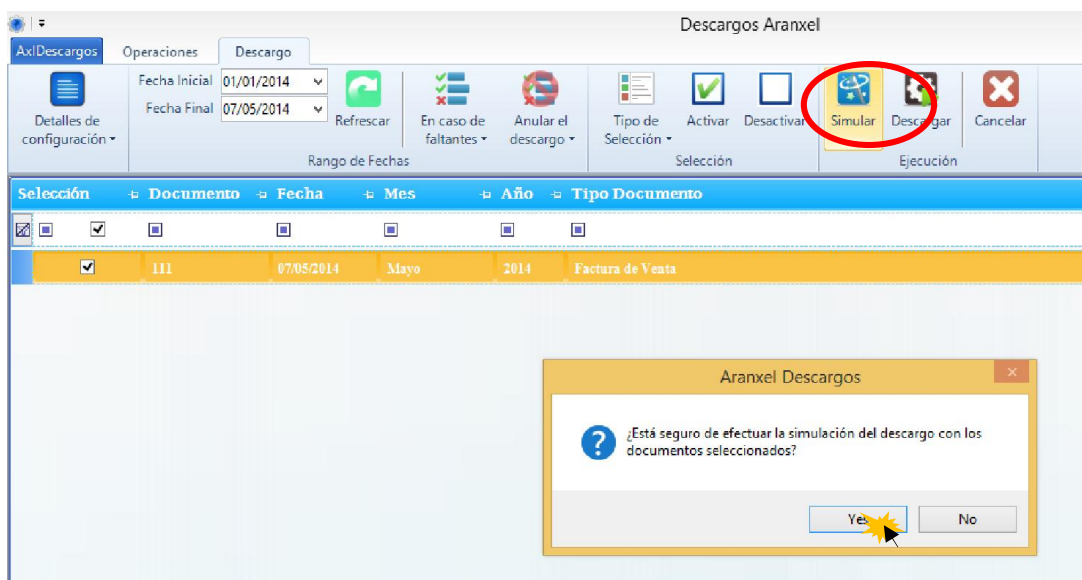 Descargos Aranxel
AxlDescargos Operaciones Descargo
Fecha Inicial 01/01/2014
Fecha Final 07/05/2014
Detalles de
configuración
Refrescar
En caso de
faltantes
Anular el
descargo
Rango de Fechas
Tipo de
Selección
Activar
Desactivar
Selección
Simular
Descargar
Cancelar
Ejecución
Selección Documento Fecha Mes Año Tipo Documento
111 07/05/2014 Mayo 2014 Factura de Venta
Aranxel Descargos
¿Está seguro de efectuar la simulación del descargo con los
documentos seleccionados?
Yes No